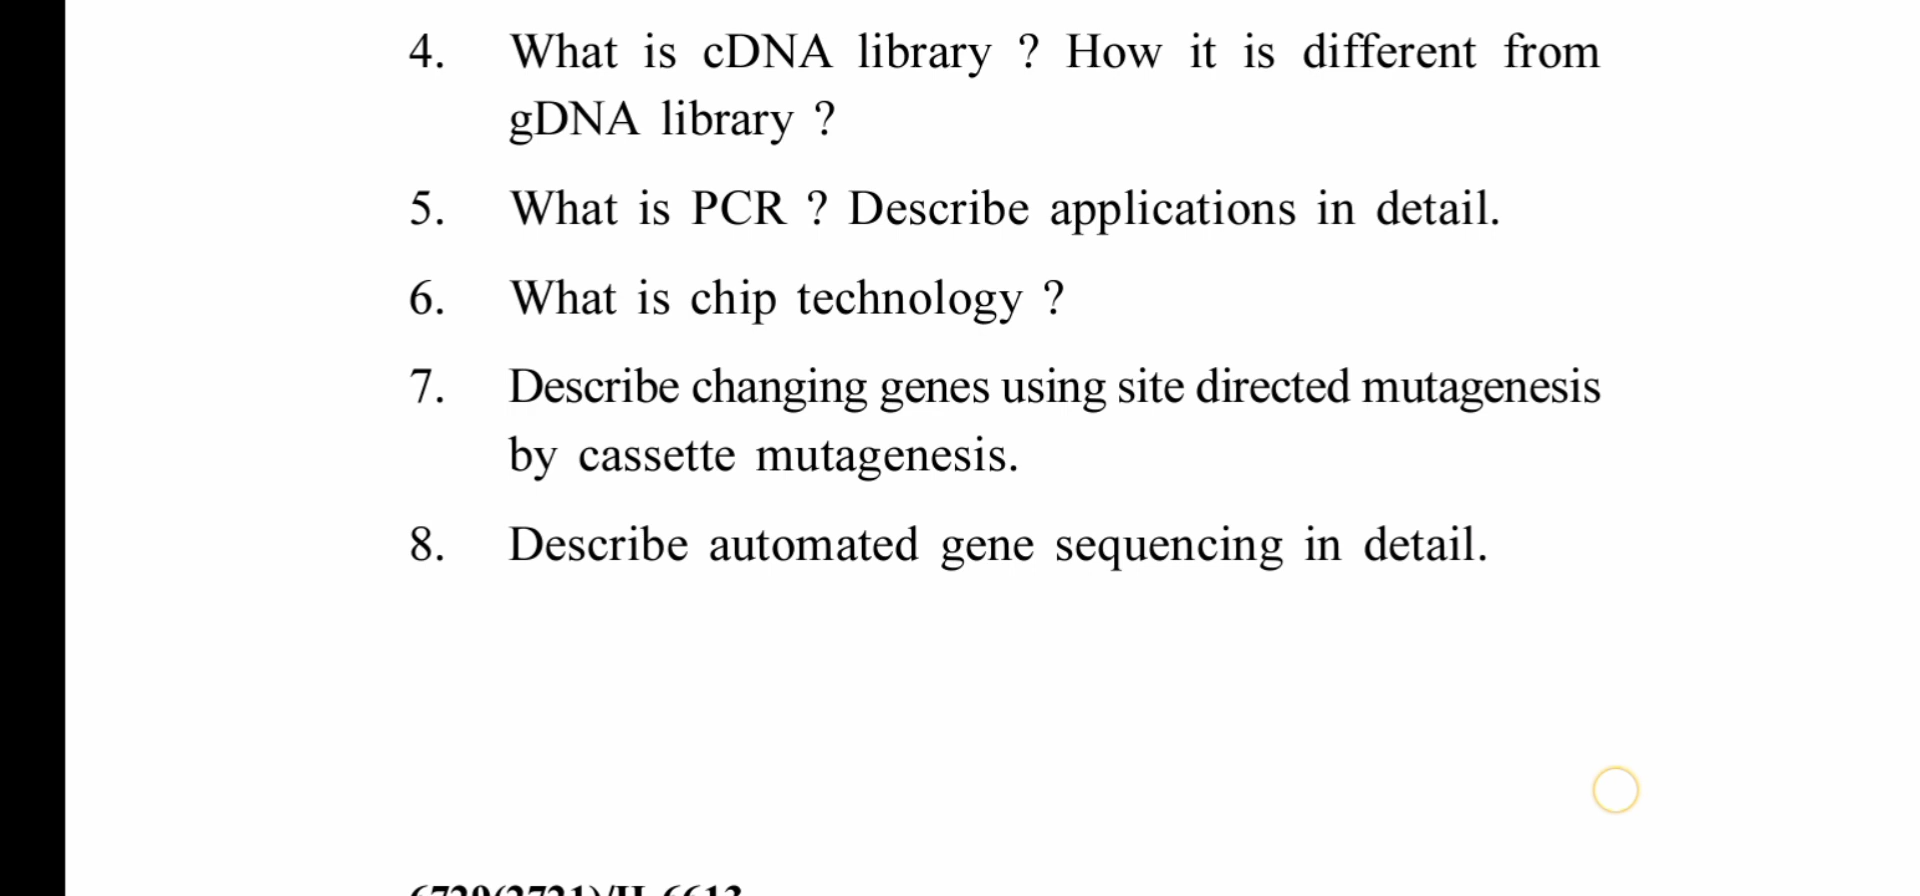 4. What is cDNA library ? How it is different from
gDNA library ?
5. What is PCR ? Describe applications in detail.
6. What is chip technology ?
7. Describe changing genes using site directed mutagenesis
by cassette mutagenesis.
8. Describe automated gene sequencing in detail.